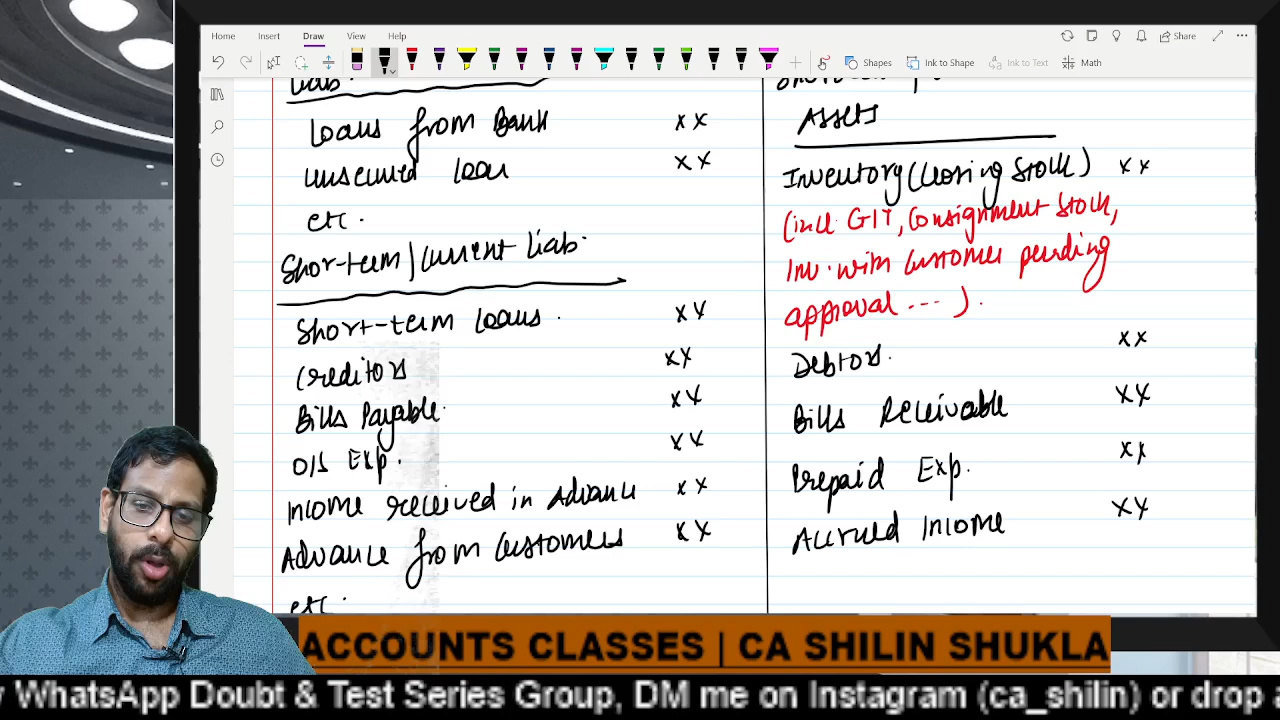 Home Insert Draw View Help
Share
Shapes Ink to Shape Ink to Text Math
Liab.
Loans from Bank xx
unsecured loan xx
etc.
Short-term/Current Liab.
Short-term loans. xx
Creditors xx
Bills Payable. xx
O/S Exp. xx
Income received in Advance xx
Advance from Customers xx
etc.
Assets
Inventory (Closing Stock) xx
(incl. GIT, Consignment Stock,
Inv. with customer pending
approval ---).
Debtors. xx
Bills Receivable xx
Prepaid Exp. xx
Accrued Income xx
ACCOUNTS CLASSES | CA SHILIN SHUKLA
WhatsApp Doubt & Test Series Group, DM me on Instagram (ca_shilin) or drop